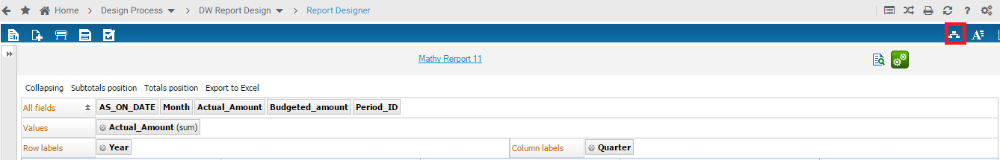 Home Design Process DW Report Design Report Designer
Mathy Rerport 11
Collapsing Subtotals position Totals position Export to Excel
All fields AS_ON_DATE Month Actual_Amount Budgeted_amount Period_ID
Values Actual_Amount (sum)
Row labels Year Column labels Quarter